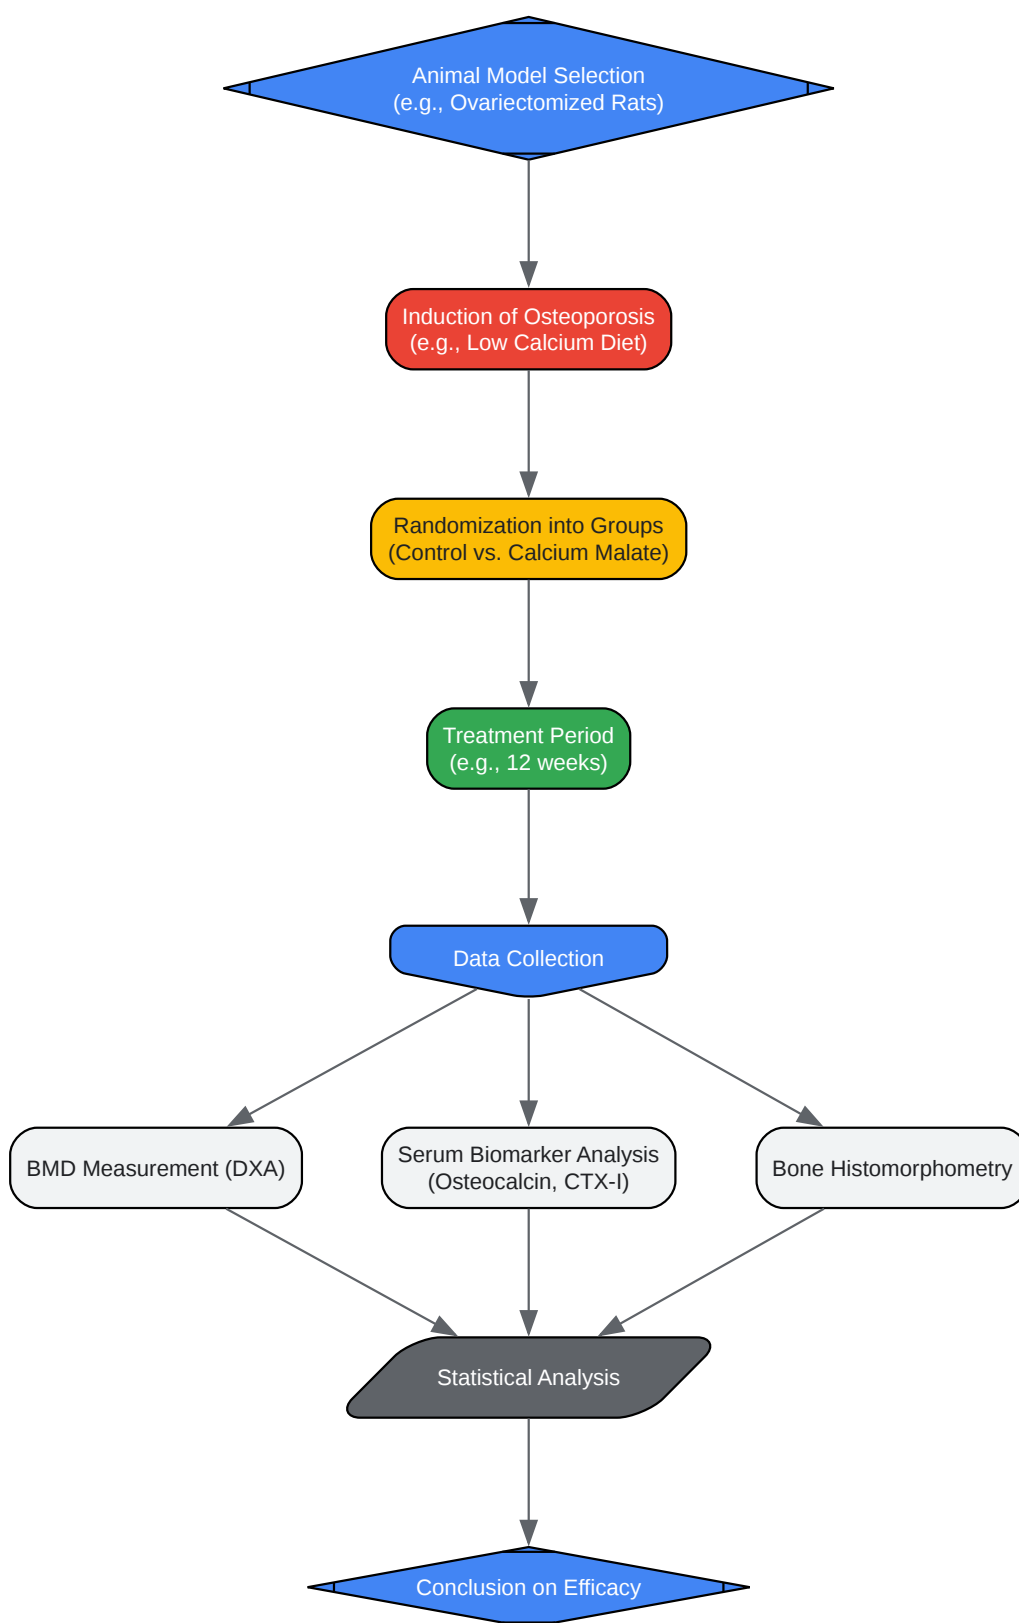 Animal Model Selection
(e.g., Ovariectomized Rats)
Induction of Osteoporosis
(e.g., Low Calcium Diet)
Randomization into Groups
(Control vs. Calcium Malate)
Treatment Period
(e.g., 12 weeks)
Data Collection
BMD Measurement (DXA)
Serum Biomarker Analysis
(Osteocalcin, CTX-I)
Bone Histomorphometry
Statistical Analysis
Conclusion on Efficacy